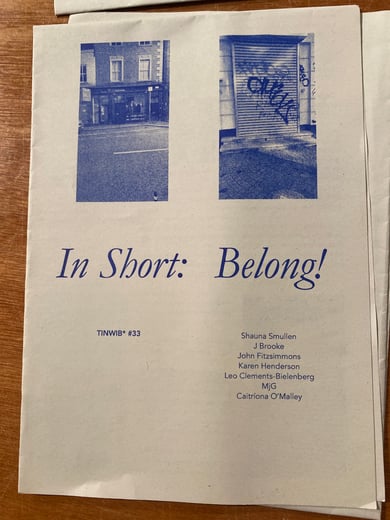 In Short: Belong!
TINWIB* #33
Shauna Smullen
J Brooke
John Fitzsimmons
Karen Henderson
Leo Clements-Bielenberg
MjG
Caitriona O'Malley